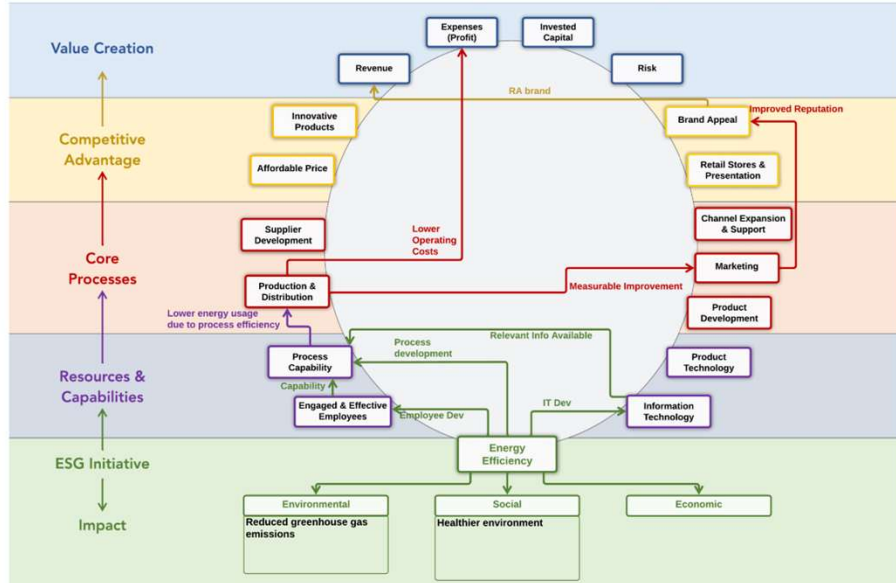 Value Creation
Competitive
Advantage
Core
Processes
Resources &
Capabilities
ESG Initiative
Impact
Expenses
(Profit)
Invested
Capital
Revenue
Risk
RA brand
Improved Reputation
Innovative
Products
Brand Appeal
Affordable Price
Retail Stores &
Presentation
Supplier
Development
Lower
Operating
Costs
Channel Expansion
& Support
Marketing
Production &
Distribution
Measurable Improvement
Product
Development
Lower energy usage
due to process efficiency
Process
development
Relevant Info Available
Process
Capability
Product
Technology
Capability
Engaged & Effective
Employees
Employee Dev
IT Dev
Information
Technology
Energy
Efficiency
Environmental
Social
Economic
Reduced greenhouse gas
emissions
Healthier environment